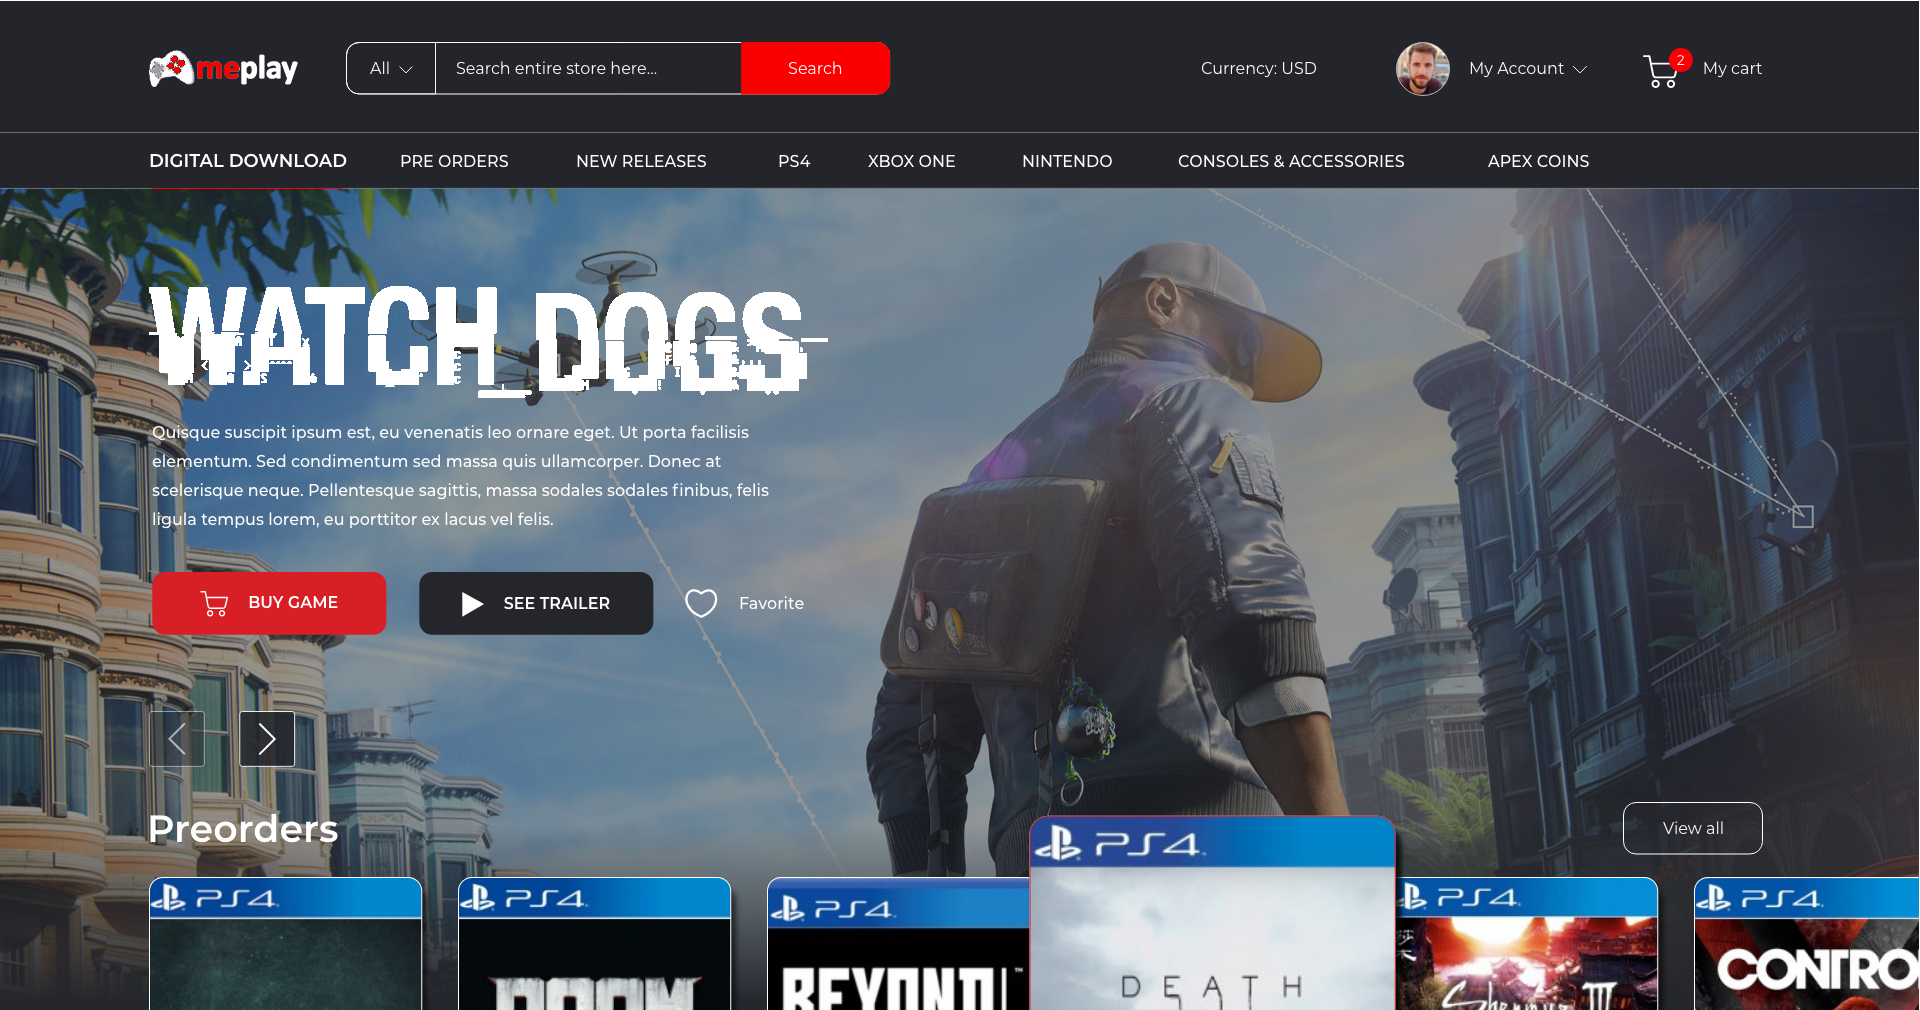 meplay
All
Search entire store here...
Search
Currency: USD
My Account
2
My cart
DIGITAL DOWNLOAD
PRE ORDERS
NEW RELEASES
PS4
XBOX ONE
NINTENDO
CONSOLES & ACCESSORIES
APEX COINS
WATCH_DOGS
Quisque suscipit ipsum est, eu venenatis leo ornare eget. Ut porta facilisis
elementum. Sed condimentum sed massa quis ullamcorper. Donec at
scelerisque neque. Pellentesque sagittis, massa sodales sodales finibus, felis
ligula tempus lorem, eu porttitor ex lacus vel felis.
BUY GAME
SEE TRAILER
Favorite
Preorders
View all
PS4
PS4
DOOM
PS4
BEYOND
PS4
DEATH
PS4
Shenmue III
PS4
CONTRO